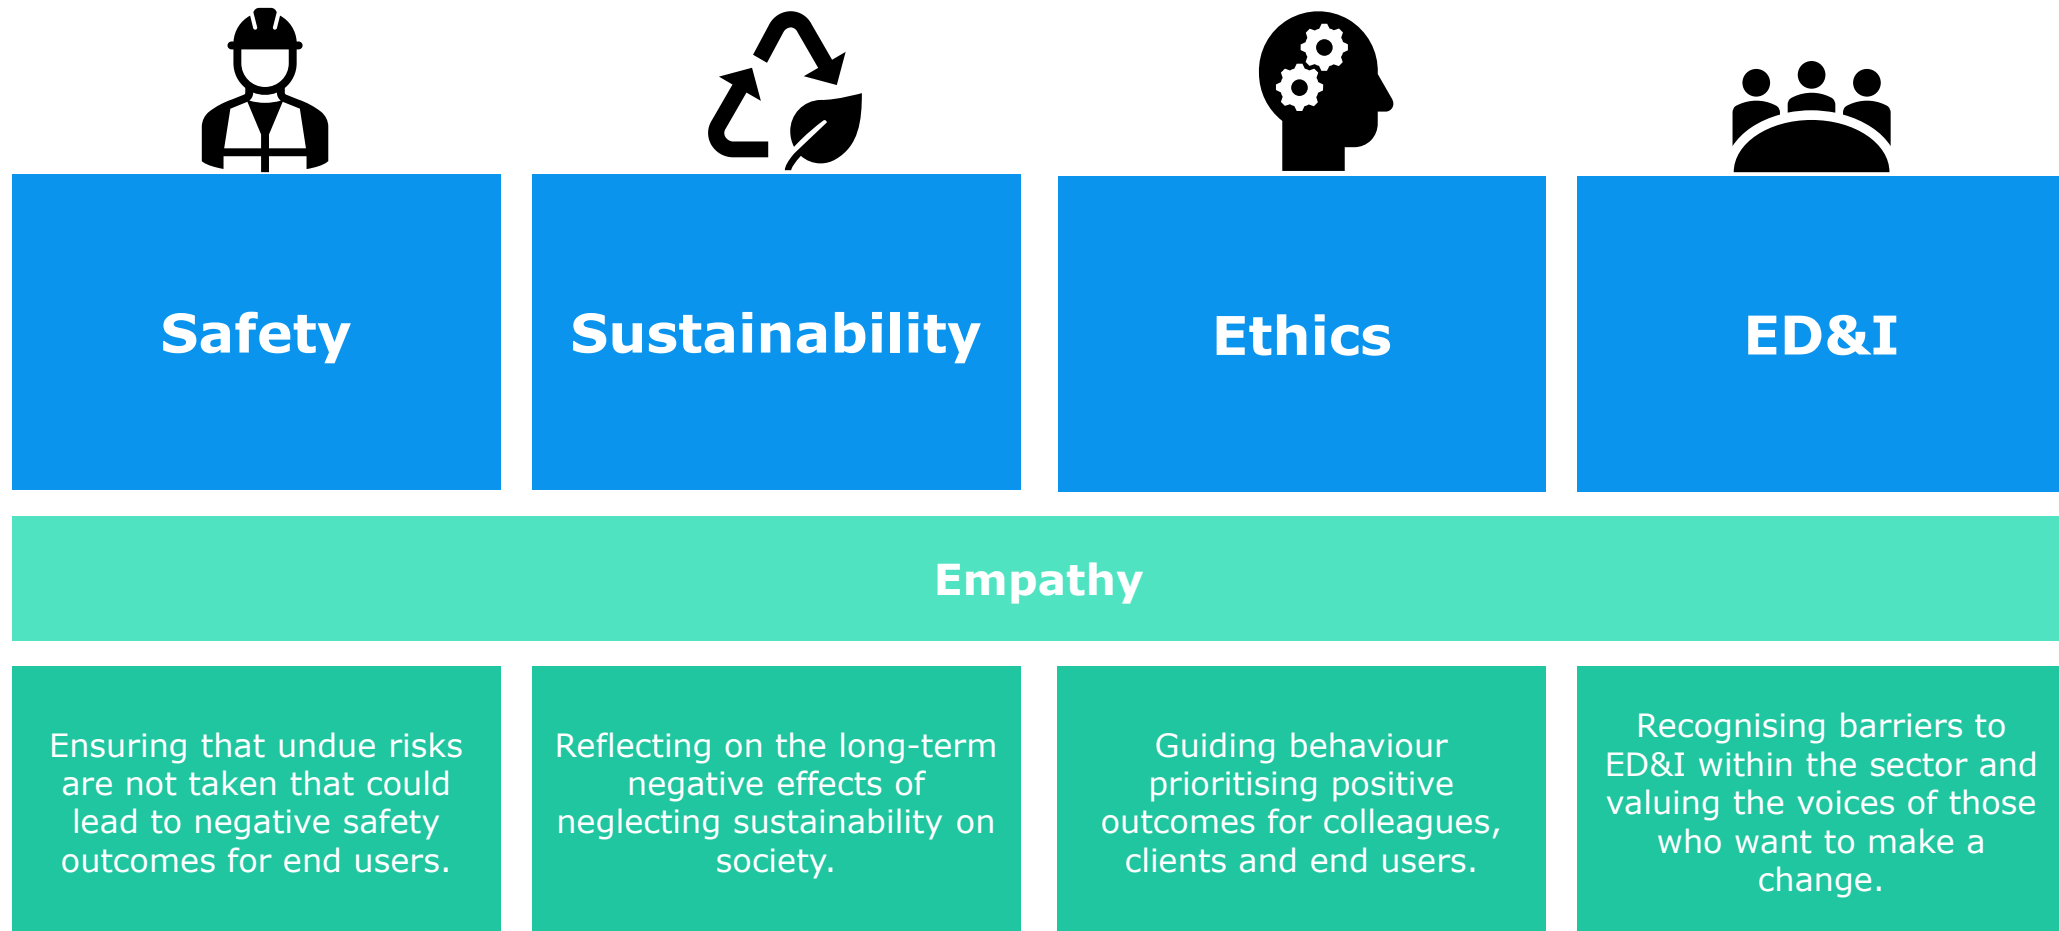 Safety
Sustainability
Ethics
ED&I
Empathy
Ensuring that undue risks
are not taken that could
lead to negative safety
outcomes for end users.
Reflecting on the long-term
negative effects of
neglecting sustainability on
society.
Guiding behaviour
prioritising positive
outcomes for colleagues,
clients and end users.
Recognising barriers to
ED&I within the sector and
valuing the voices of those
who want to make a
change.